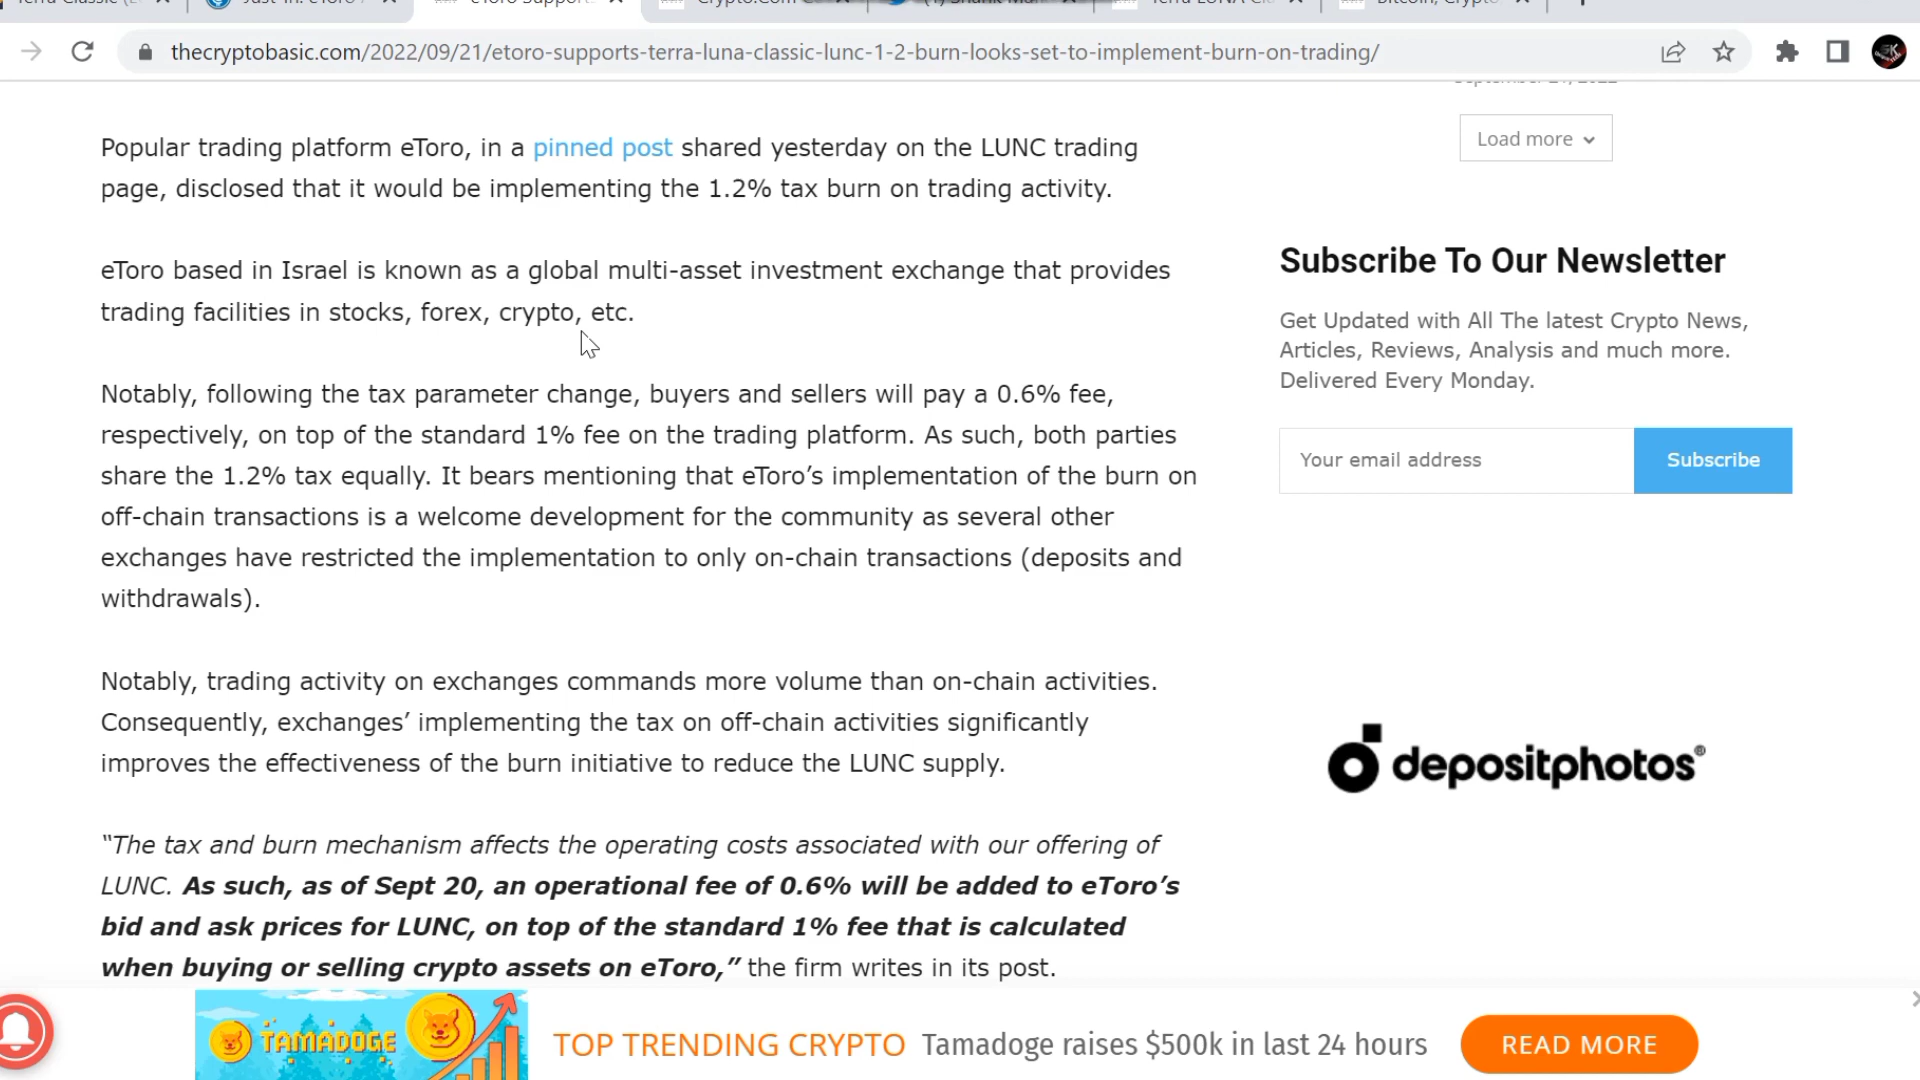 eToro Support
Crypto.Com C
thecryptobasic.com/2022/09/21/etoro-supports-terra-luna-classic-lunc-1-2-burn-looks-set-to-implement-burn-on-trading/
Popular trading platform eToro, in a pinned post shared yesterday on the LUNC trading
page, disclosed that it would be implementing the 1.2% tax burn on trading activity.
eToro based in Israel is known as a global multi-asset investment exchange that provides
trading facilities in stocks, forex, crypto, etc.
Notably, following the tax parameter change, buyers and sellers will pay a 0.6% fee,
respectively, on top of the standard 1% fee on the trading platform. As such, both parties
share the 1.2% tax equally. It bears mentioning that eToro’s implementation of the burn on
off-chain transactions is a welcome development for the community as several other
exchanges have restricted the implementation to only on-chain transactions (deposits and
withdrawals).
Notably, trading activity on exchanges commands more volume than on-chain activities.
Consequently, exchanges’ implementing the tax on off-chain activities significantly
improves the effectiveness of the burn initiative to reduce the LUNC supply.
“The tax and burn mechanism affects the operating costs associated with our offering of
LUNC. As such, as of Sept 20, an operational fee of 0.6% will be added to eToro’s
bid and ask prices for LUNC, on top of the standard 1% fee that is calculated
when buying or selling crypto assets on eToro,” the firm writes in its post.
Load more
Subscribe To Our Newsletter
Get Updated with All The latest Crypto News,
Articles, Reviews, Analysis and much more.
Delivered Every Monday.
Your email address
Subscribe
depositphotos®
TAMADOGE
TOP TRENDING CRYPTO Tamadoge raises $500k in last 24 hours
READ MORE